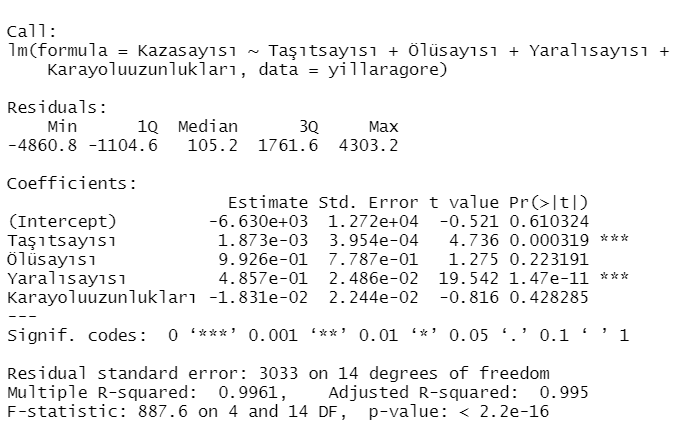 Call:
lm(formula = Kazasayısı ~ Taşıtsayısı + Ölüsayısı + Yaralısayısı +
    Karayoluuzunlukları, data = yillaragore)
Residuals:
    Min      1Q  Median      3Q     Max
-4860.8 -1104.6   105.2  1761.6  4303.2
Coefficients:
                      Estimate Std. Error t value Pr(>|t|)
(Intercept)         -6.630e+03  1.272e+04  -0.521 0.610324
Taşıtsayısı          1.873e-03  3.954e-04   4.736 0.000319 ***
Ölüsayısı            9.926e-01  7.787e-01   1.275 0.223191
Yaralısayısı         4.857e-01  2.486e-02  19.542 1.47e-11 ***
Karayoluuzunlukları -1.831e-02  2.244e-02  -0.816 0.428285
---
Signif. codes:  0 ‘***’ 0.001 ‘**’ 0.01 ‘*’ 0.05 ‘.’ 0.1 ‘ ’ 1
Residual standard error: 3033 on 14 degrees of freedom
Multiple R-squared:  0.9961,    Adjusted R-squared:  0.995
F-statistic: 887.6 on 4 and 14 DF,  p-value: < 2.2e-16